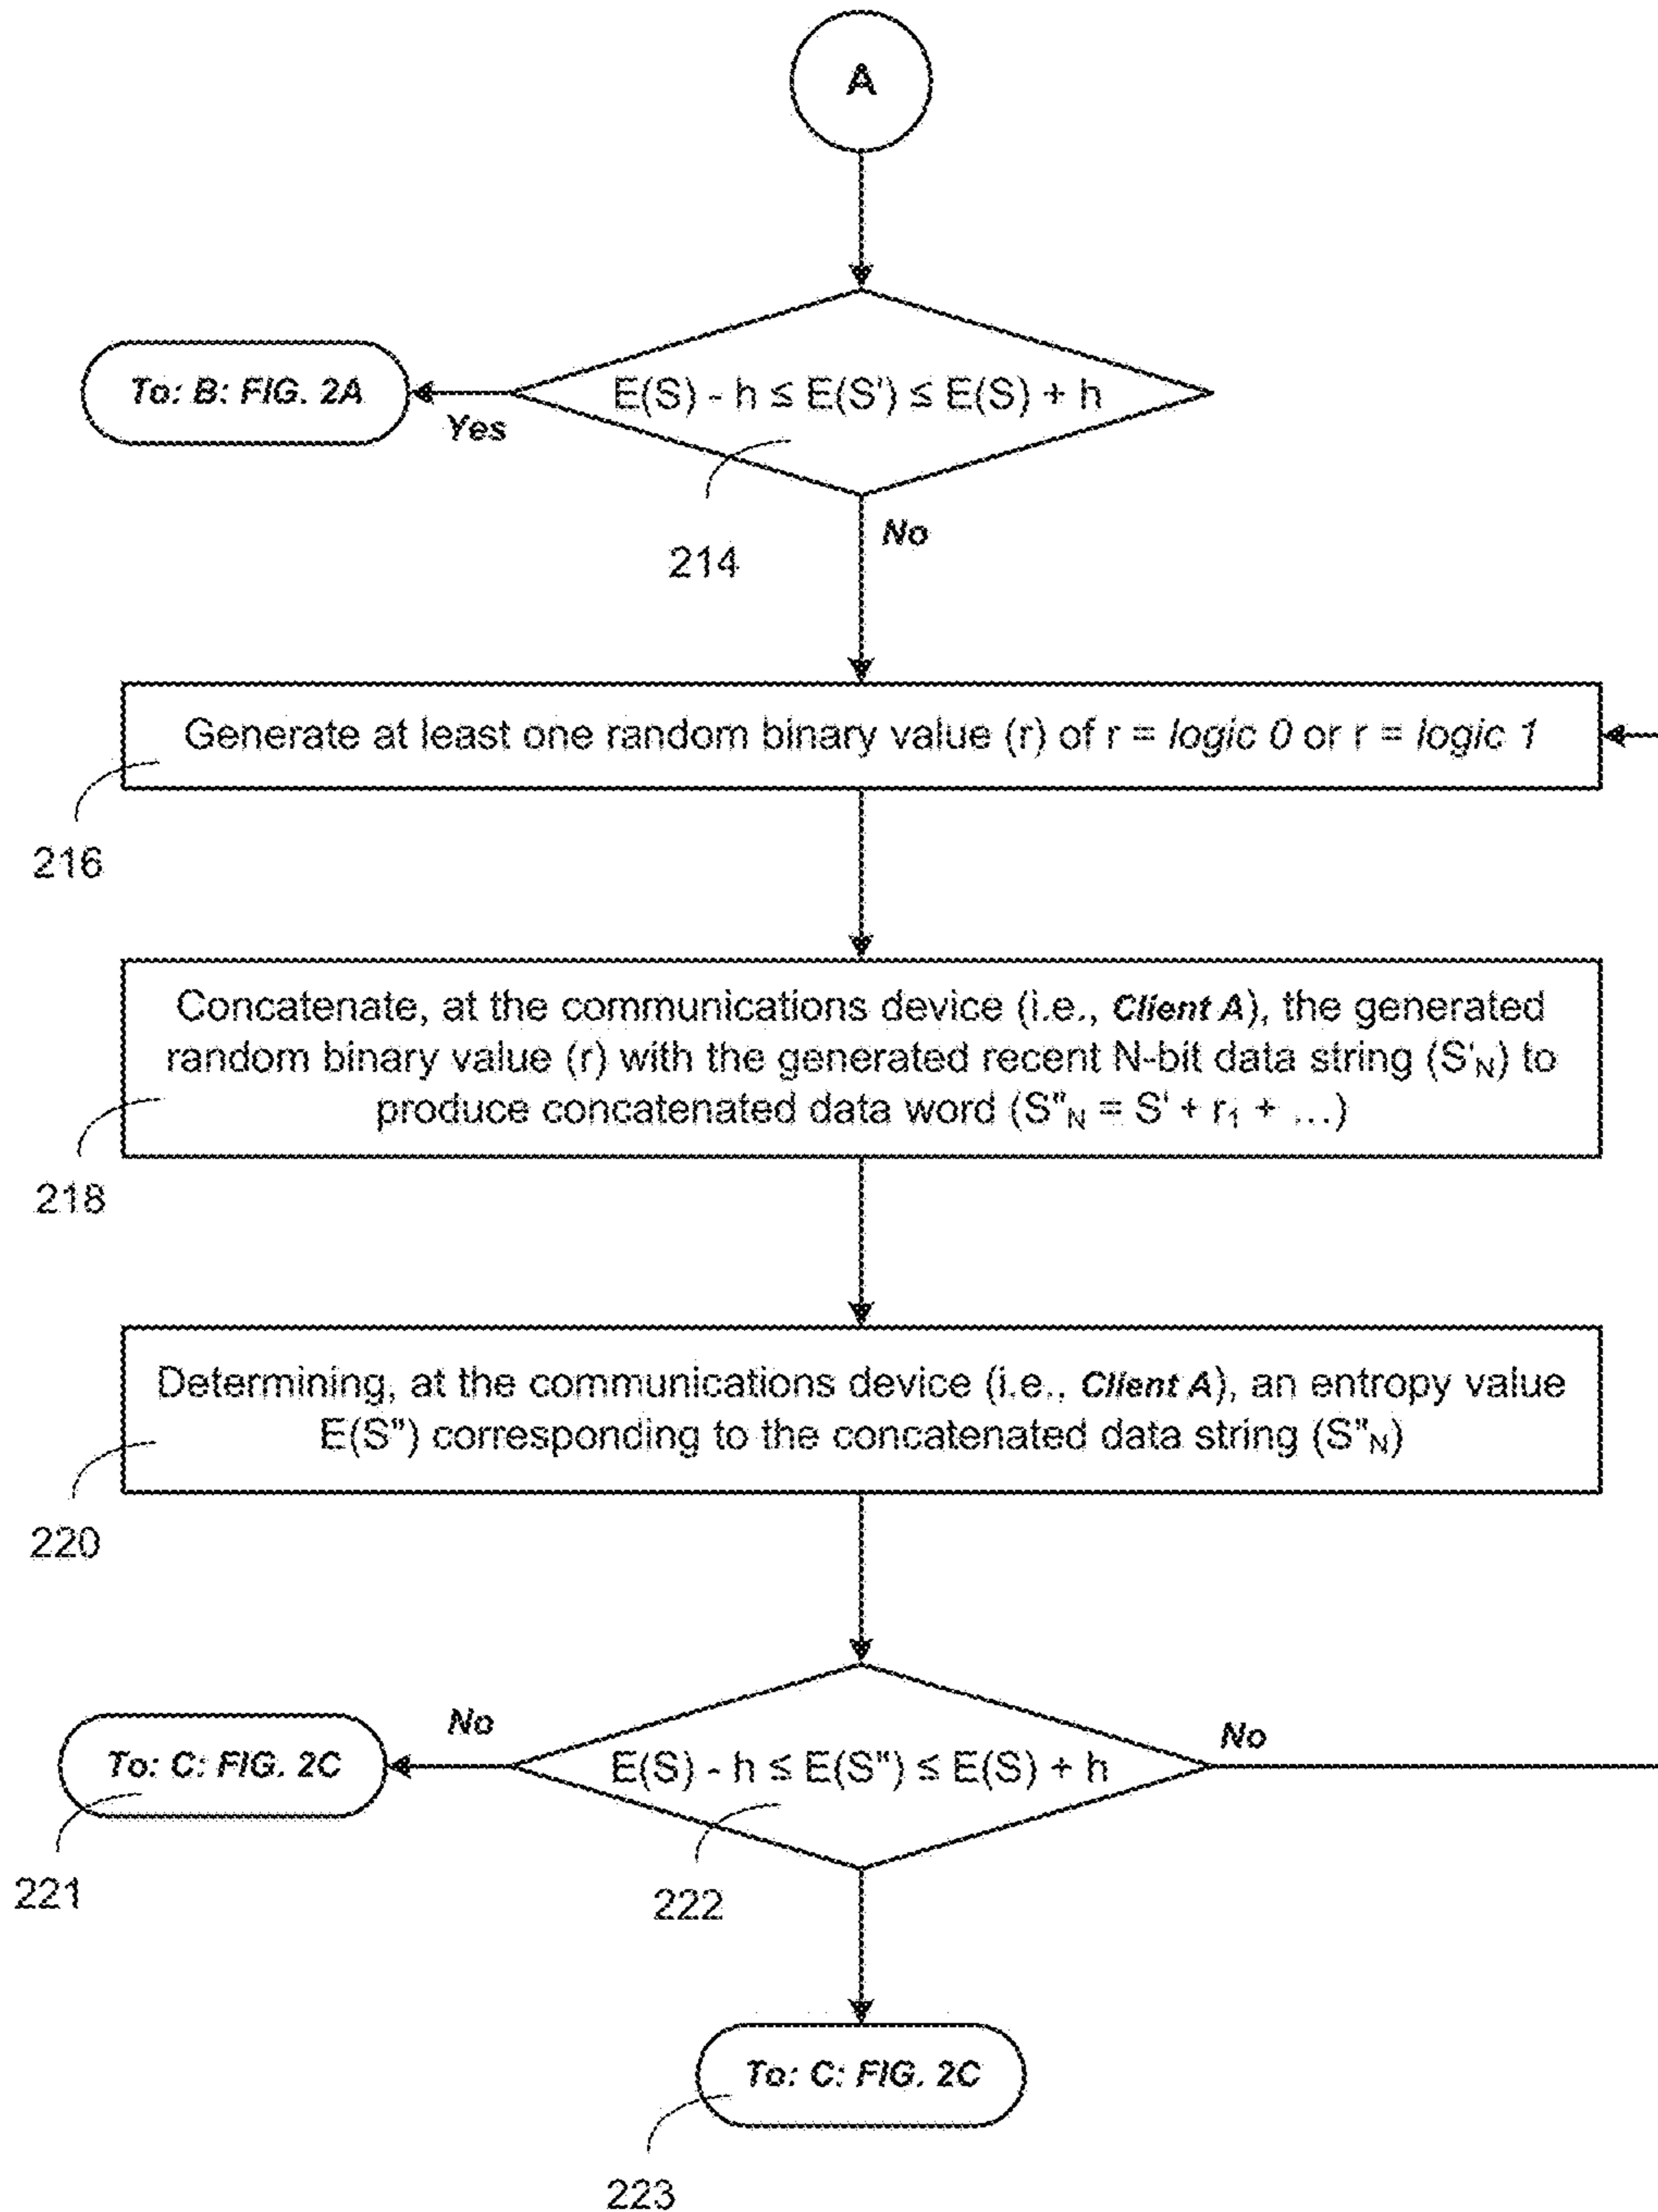 A
E(S) - h ≤ E(S') ≤ E(S) + h
To: B: FIG. 2A
Yes
No
214
Generate at least one random binary value (r) of r = logic 0 or r = logic 1
216
Concatenate, at the communications device (i.e., Client A), the generated
random binary value (r) with the generated recent N-bit data string (S'N) to
produce concatenated data word (S"N = S' + r1 + ...)
218
Determining, at the communications device (i.e., Client A), an entropy value
E(S") corresponding to the concatenated data string (S"N)
220
No
No
To: C: FIG. 2C
E(S) - h ≤ E(S") ≤ E(S) + h
221
222
To: C: FIG. 2C
223